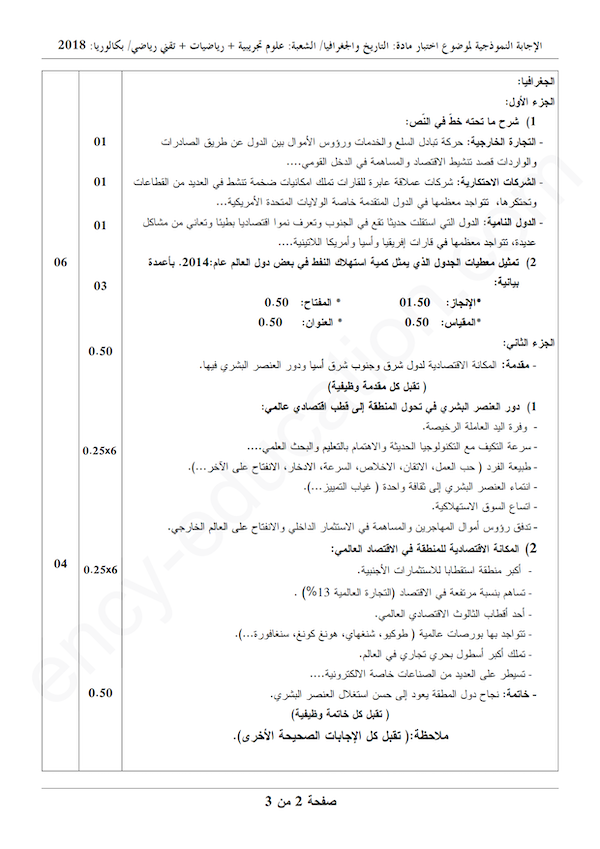 الإجابة النموذجية لموضوع اختبار مادة: التاريخ والجغرافيا/ الشعبة: علوم تجريبية + رياضيات + تقني رياضي/ بكالوريا: 2018
الجغرافيا:
الجزء الأول:
1) شرح ما تحته خطّ في النّص:
- التجارة الخارجية: حركة تبادل السلع والخدمات ورؤوس الأموال بين الدول عن طريق الصادرات 01
والواردات قصد تنشيط الاقتصاد والمساهمة في الدخل القومي....
- الشركات الاحتكارية: شركات عملاقة عابرة للقارات تملك امكانيات ضخمة تنشط في العديد من القطاعات 01
وتحتكرها، تتواجد معظمها في الدول المتقدمة خاصة الولايات المتحدة الأمريكية...
- الدول النامية: الدول التي استقلت حديثا تقع في الجنوب وتعرف نموا اقتصاديا بطيئا وتعاني من مشاكل 01
عديدة، تتواجد معظمها في قارات إفريقيا وأسيا وأمريكا اللاتينية....
2) تمثيل معطيات الجدول الذي يمثل كمية استهلاك النفط في بعض دول العالم عام:2014. بأعمدة 06
بيانية: 03
*الإنجاز: 01.50 * المفتاح: 0.50
*المقياس: 0.50 * العنوان: 0.50
الجزء الثاني:
- مقدمة: المكانة الاقتصادية لدول شرق وجنوب شرق أسيا ودور العنصر البشري فيها. 0.50
( تقبل كل مقدمة وظيفية)
1) دور العنصر البشري في تحول المنطقة إلى قطب اقتصادي عالمي:
- وفرة اليد العاملة الرخيصة.
- سرعة التكيف مع التكنولوجيا الحديثة والاهتمام بالتعليم والبحث العلمي.... 0.25x6
- طبيعة الفرد ( حب العمل، الاتقان، الاخلاص، السرعة، الادخار، الانفتاح على الآخر...).
- انتماء العنصر البشري إلى ثقافة واحدة ( غياب التمييز...).
- اتساع السوق الاستهلاكية.
- تدفق رؤوس أموال المهاجرين والمساهمة في الاستثمار الداخلي والانفتاح على العالم الخارجي.
2) المكانة الاقتصادية للمنطقة في الاقتصاد العالمي:
- أكبر منطقة استقطابا للاستثمارات الأجنبية. 0.25x6 04
- تساهم بنسبة مرتفعة في الاقتصاد (التجارة العالمية 13%) .
- أحد أقطاب الثالوث الاقتصادي العالمي.
- تتواجد بها بورصات عالمية ( طوكيو، شنغهاي، هونغ كونغ، سنغافورة...).
- تملك أكبر أسطول بحري تجاري في العالم.
- تسيطر على العديد من الصناعات خاصة الالكترونية....
- خاتمة: نجاح دول المطقة يعود إلى حسن استغلال العنصر البشري. 0.50
( تقبل كل خاتمة وظيفية)
ملاحظة:( تقبل كل الإجابات الصحيحة الأخرى).
صفحة 2 من 3
ency-education.com